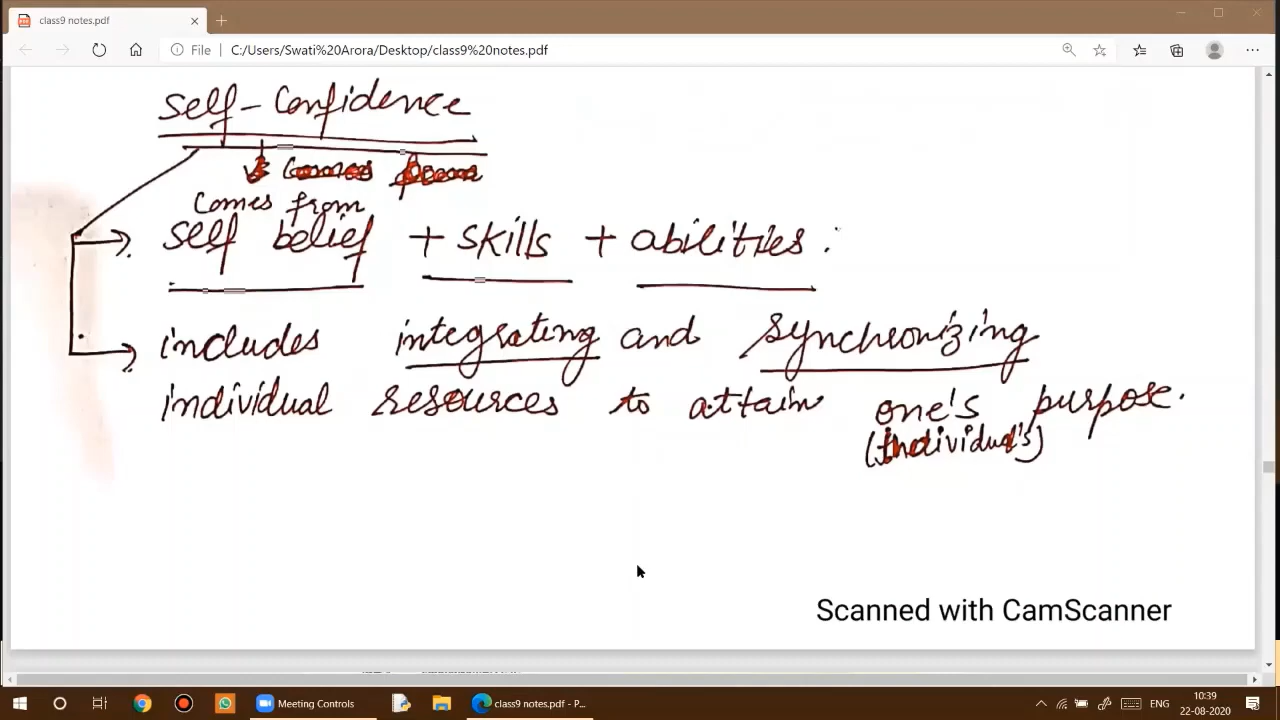 class9 notes.pdf
File
C:/Users/Swati%20Arora/Desktop/class9%20notes.pdf
Self-Confidence
Comes from
Comes from
self belief + skills + abilities.
includes integrating and synchronizing
individual resources to attain one's purpose.
(individual's)
Scanned with CamScanner
Meeting Controls
class9 notes.pdf - P...
ENG
10:39
22-08-2020